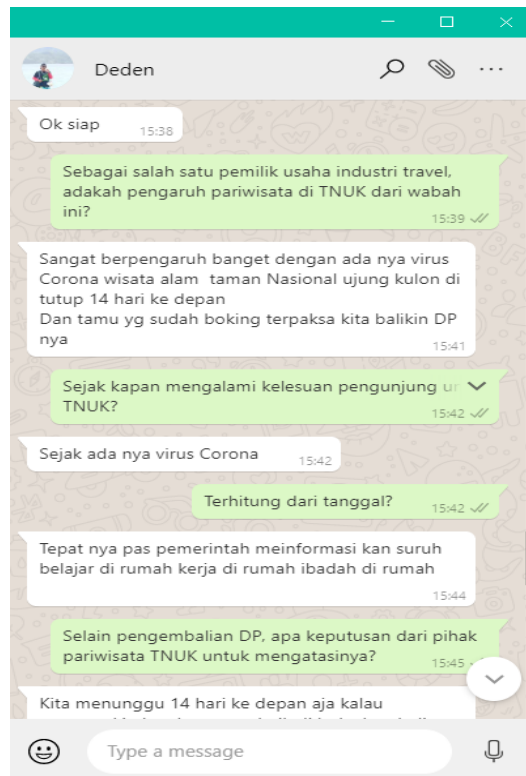 Deden
Ok siap
15:38
Sebagai salah satu pemilik usaha industri travel,
adakah pengaruh pariwisata di TNUK dari wabah
ini?
15:39
Sangat berpengaruh banget dengan ada nya virus
Corona wisata alam taman Nasional ujung kulon di
tutup 14 hari ke depan
Dan tamu yg sudah boking terpaksa kita balikin DP
nya
15:41
Sejak kapan mengalami kelesuan pengunjung
TNUK?
15:42
Sejak ada nya virus Corona
15:42
Terhitung dari tanggal?
15:42
Tepat nya pas pemerintah meinformasi kan suruh
belajar di rumah kerja di rumah ibadah di rumah
15:44
Selain pengembalian DP, apa keputusan dari pihak
pariwisata TNUK untuk mengatasinya?
15:45
Kita menunggu 14 hari ke depan aja kalau
Type a message